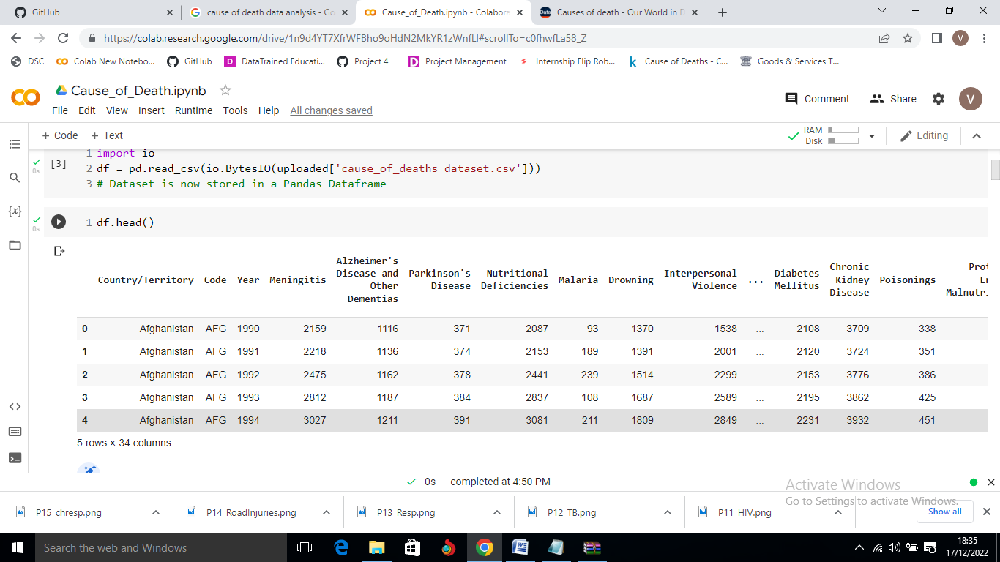 GitHub
cause of death data analysis - Go
Cause_of_Death.ipynb - Colabora
Causes of death - Our World in D
https://colab.research.google.com/drive/1n9d4YT7XfrWFBho9oHdN2MkYR1zWnfLI#scrollTo=c0fhwfLa58_Z
V
DSC
Colab New Notebo...
GitHub
DataTrained Educati...
Project 4
Project Management
Internship Flip Rob...
Cause of Deaths - C...
Goods & Services T...
Cause_of_Death.ipynb
File Edit View Insert Runtime Tools Help All changes saved
Comment Share V
+ Code + Text
RAM
Disk
Editing
[3]
0s
1 import io
2 df = pd.read_csv(io.BytesIO(uploaded['cause_of_deaths dataset.csv']))
3 # Dataset is now stored in a Pandas Dataframe
0s
1 df.head()
Country/Territory Code Year Meningitis Alzheimer's Disease and Other Dementias Parkinson's Disease Nutritional Deficiencies Malaria Drowning Interpersonal Violence ... Diabetes Mellitus Chronic Kidney Disease Poisonings Prot En Malnutri
0 Afghanistan AFG 1990 2159 1116 371 2087 93 1370 1538 ... 2108 3709 338
1 Afghanistan AFG 1991 2218 1136 374 2153 189 1391 2001 ... 2120 3724 351
2 Afghanistan AFG 1992 2475 1162 378 2441 239 1514 2299 ... 2153 3776 386
3 Afghanistan AFG 1993 2812 1187 384 2837 108 1687 2589 ... 2195 3862 425
4 Afghanistan AFG 1994 3027 1211 391 3081 211 1809 2849 ... 2231 3932 451
5 rows × 34 columns
0s completed at 4:50 PM
Activate Windows
Go to Settings to activate Windows.
P15_chresp.png
P14_RoadInjuries.png
P13_Resp.png
P12_TB.png
P11_HIV.png
Show all
Search the web and Windows
18:35
17/12/2022